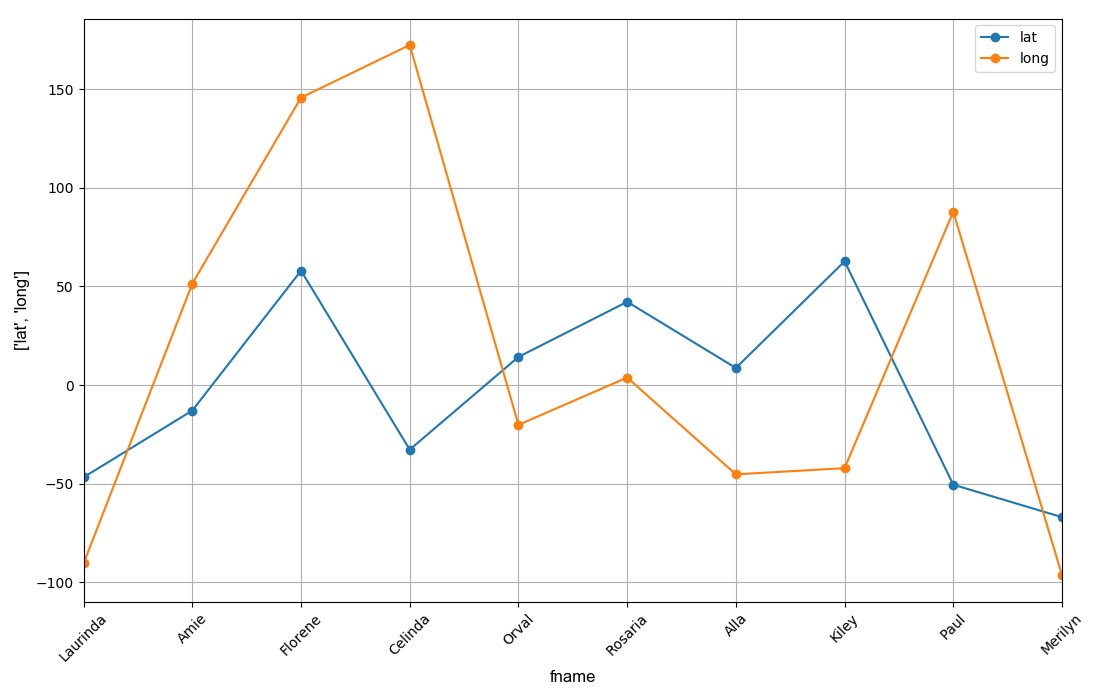 lat
long
150
100
50
0
−50
−100
['lat', 'long']
Laurinda
Amie
Florene
Celinda
Orval
Rosaria
Alla
Kiley
Paul
Merilyn
fname